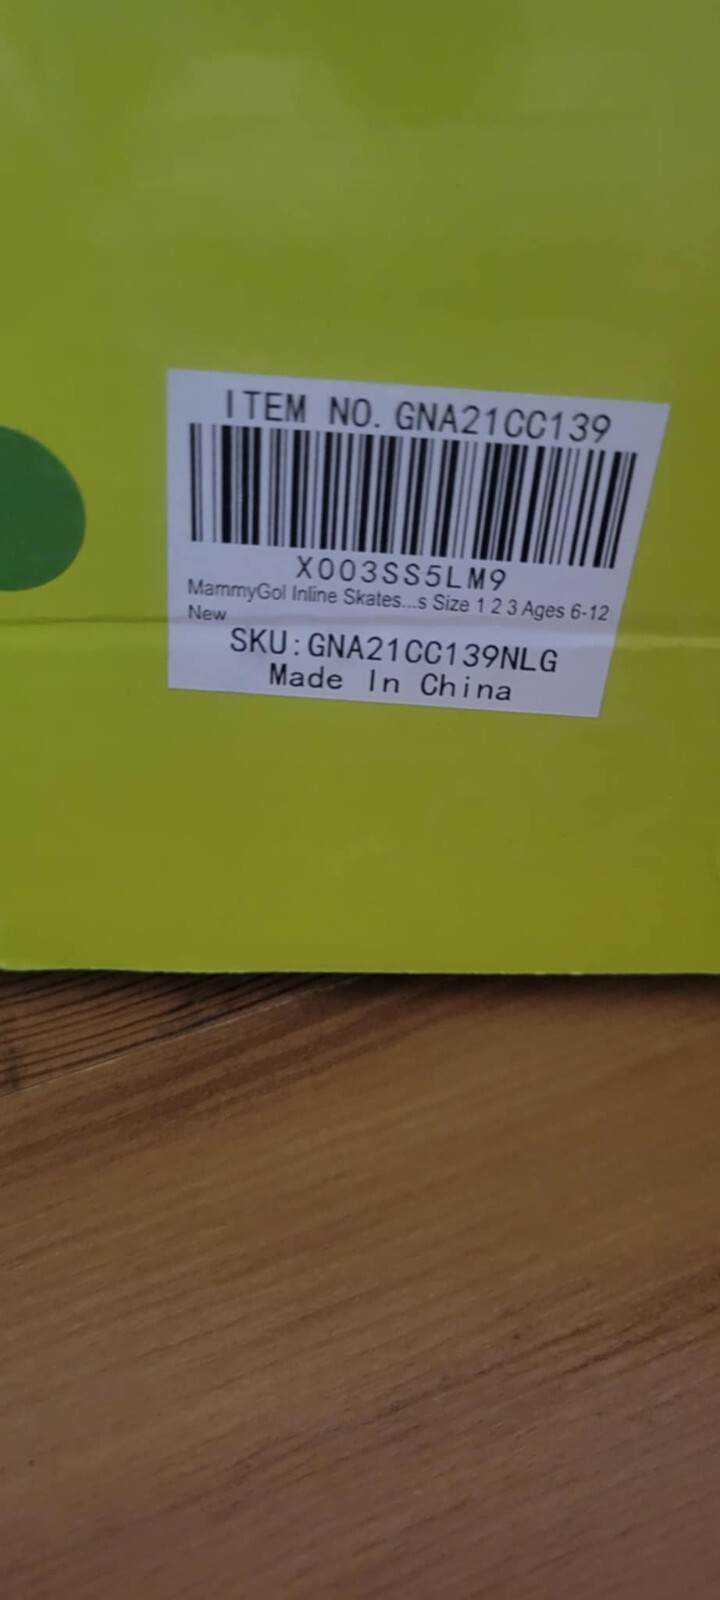 ITEM NO. GNA21CC139
X003SS5LM9
MammyGol Inline Skates...s Size 1 2 3 Ages 6-12
New
SKU:GNA21CC139NLG
Made In China